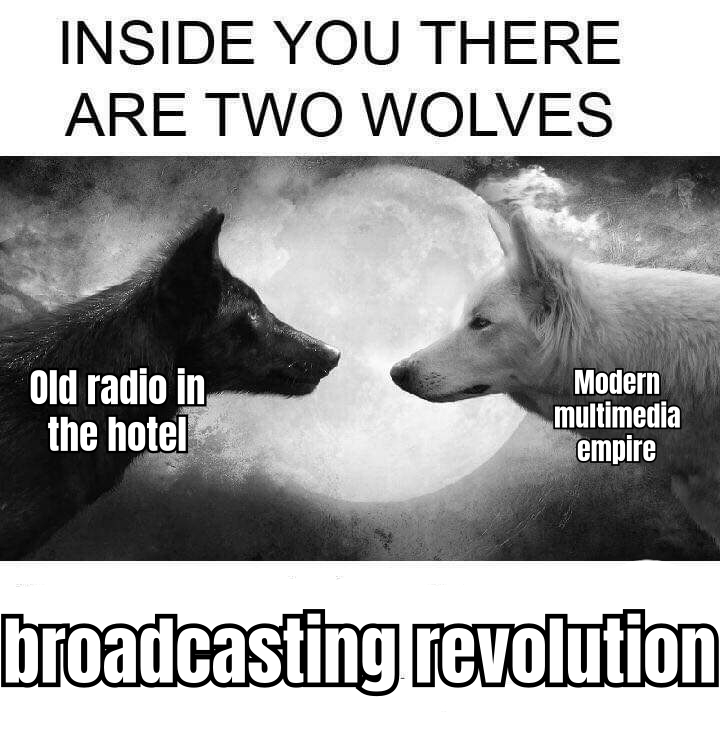 INSIDE YOU THERE
ARE TWO WOLVES
Old radio in
the hotel
Modern
multimedia
empire
broadcasting revolution